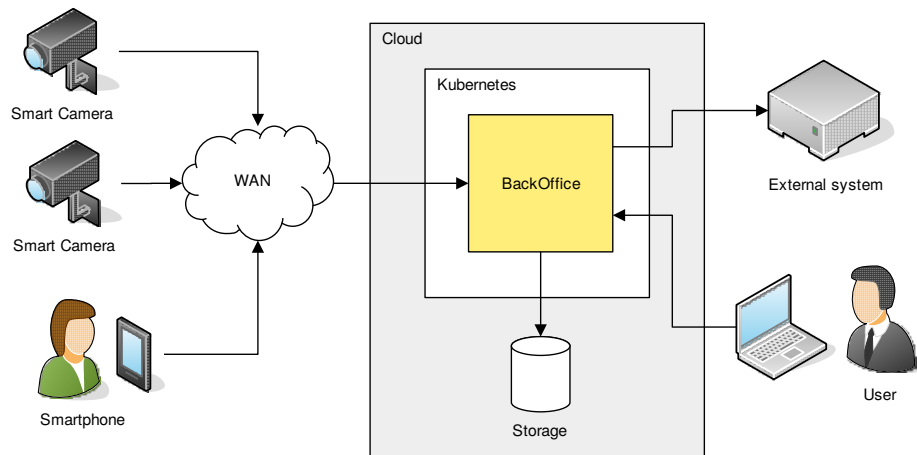 Smart Camera
Smart Camera
Smartphone
WAN
Cloud
Kubernetes
BackOffice
Storage
External system
User